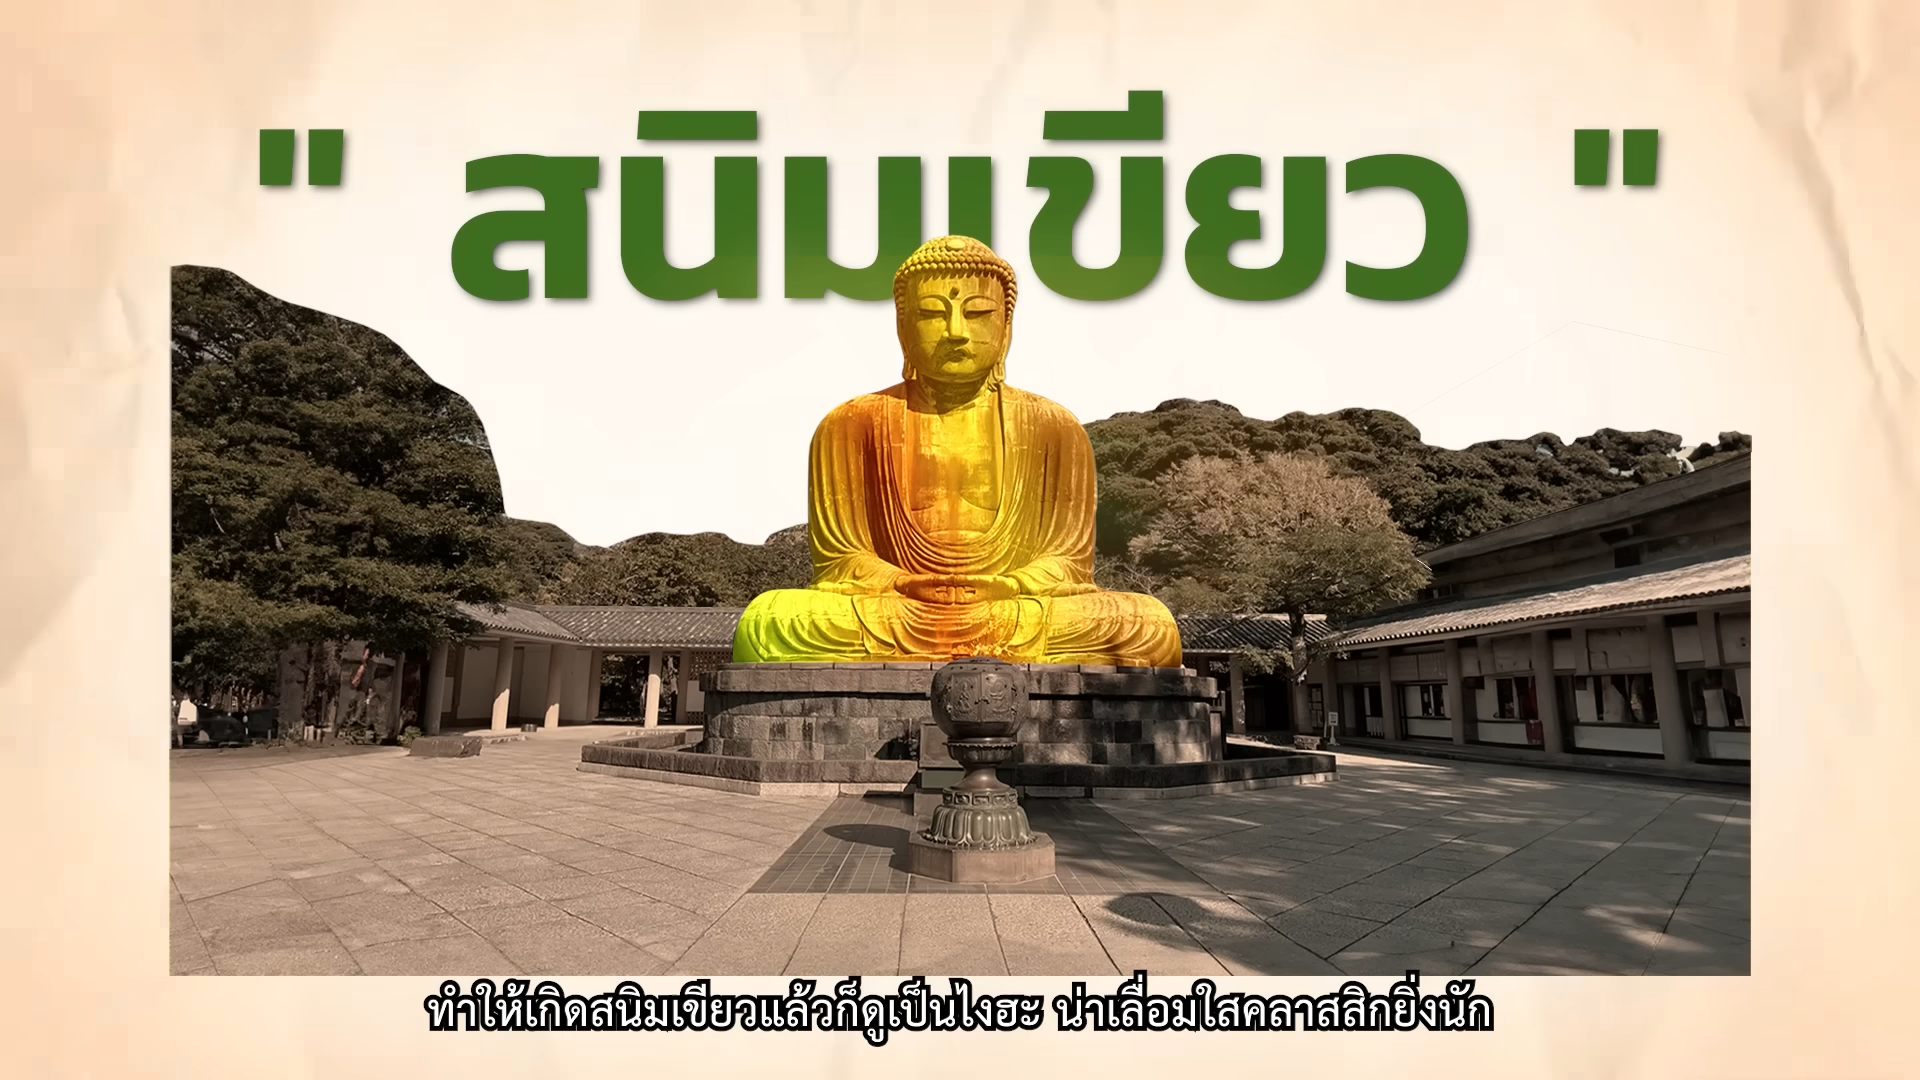 " สนิมเขียว "
ทำให้เกิดสนิมเขียวแล้วก็ดูเป็นไงฮะ น่าเลื่อมใสคลาสสิกยิ่งนัก